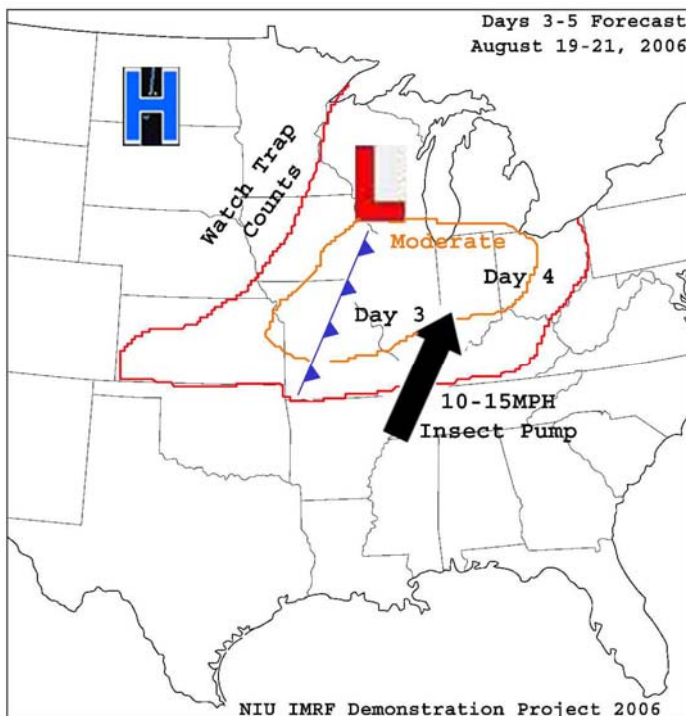 Days 3-5 Forecast
August 19-21, 2006
H
Watch Trap
Counts
L
Moderate
Day 4
Day 3
10-15MPH
Insect Pump
NIU IMRF Demonstration Project 2006